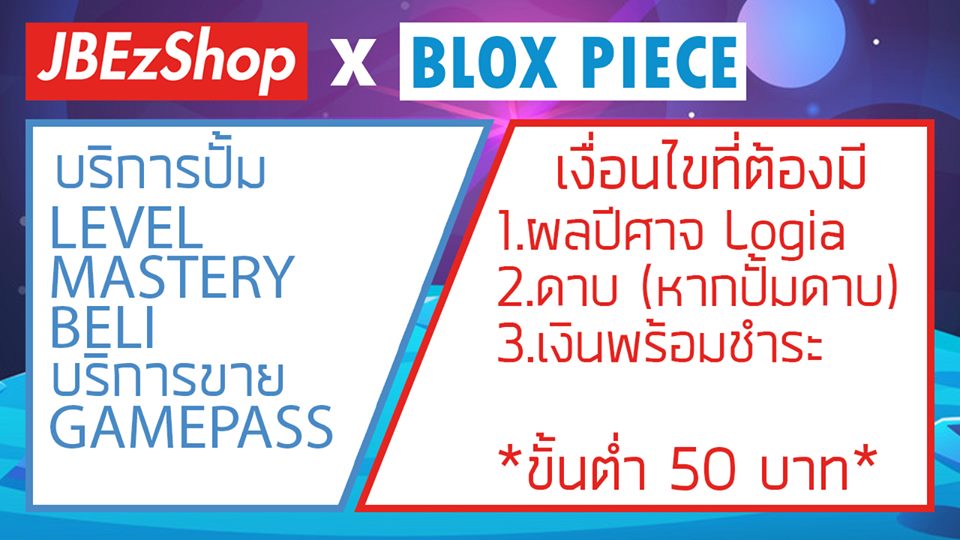 JBEzShop x BLOX PIECE
บริการปั้ม
LEVEL
MASTERY
BELI
บริการขาย
GAMEPASS
เงื่อนไขที่ต้องมี
1.ผลปีศาจ Logia
2.ดาบ (หากปั้มดาบ)
3.เงินพร้อมชำระ
*ขั้นต่ำ 50 บาท*